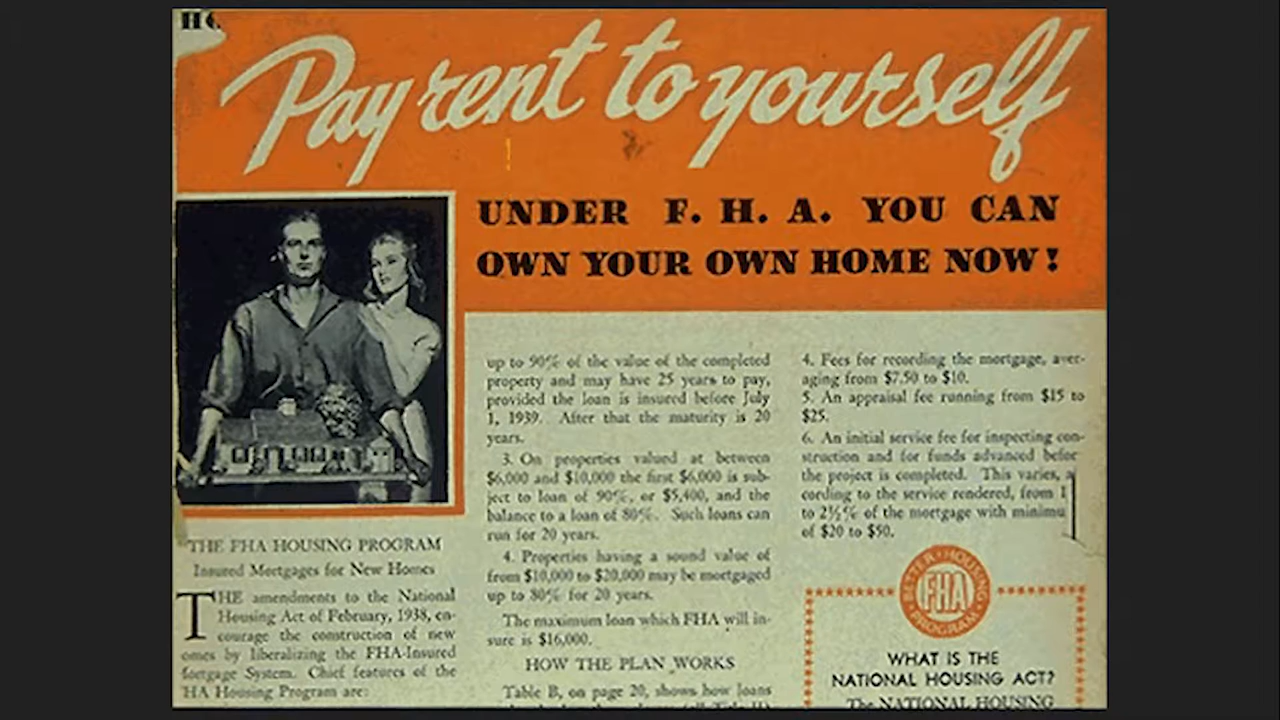 Pay rent to yourself
UNDER F. H. A. YOU CAN
OWN YOUR OWN HOME NOW!
THE FHA HOUSING PROGRAM
Insured Mortgages for New Homes
THE amendments to the National
Housing Act of February, 1938, en-
courage the construction of new
omes by liberalizing the FHA-Insured
ortgage System. Chief features of the
HA Housing Program are:
up to 90% of the value of the completed
property and may have 25 years to pay,
provided the loan is insured before July
1, 1939. After that the maturity is 20
years.
3. On properties valued at between
$6,000 and $10,000 the first $6,000 is sub-
ject to loan of 90%, or $5,400, and the
balance to a loan of 80%. Such loans can
run for 20 years.
4. Properties having a sound value of
from $10,000 to $20,000 may be mortgaged
up to 80% for 20 years.
The maximum loan which FHA will in-
sure is $16,000.
HOW THE PLAN WORKS
Table B, on page 20, shows how loans
4. Fees for recording the mortgage, aver-
aging from $7.50 to $10.
5. An appraisal fee running from $15 to
$25.
6. An initial service fee for inspecting con-
struction and for funds advanced before
the project is completed. This varies, a
cording to the service rendered, from 1
to 2½% of the mortgage with minimu
of $20 to $50.
BETTER HOUSING
FHA
PROGRAM
WHAT IS THE
NATIONAL HOUSING ACT?
The NATIONAL HOUSING